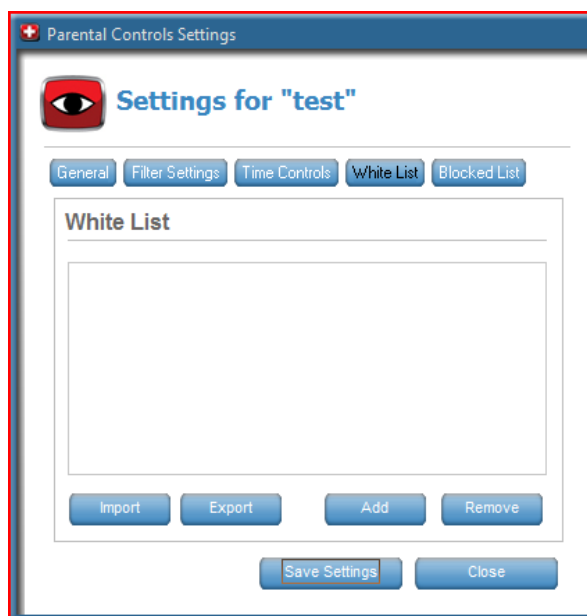 Parental Controls Settings
Settings for "test"
General Filter Settings Time Controls White List Blocked List
White List
Import Export Add Remove
Save Settings Close